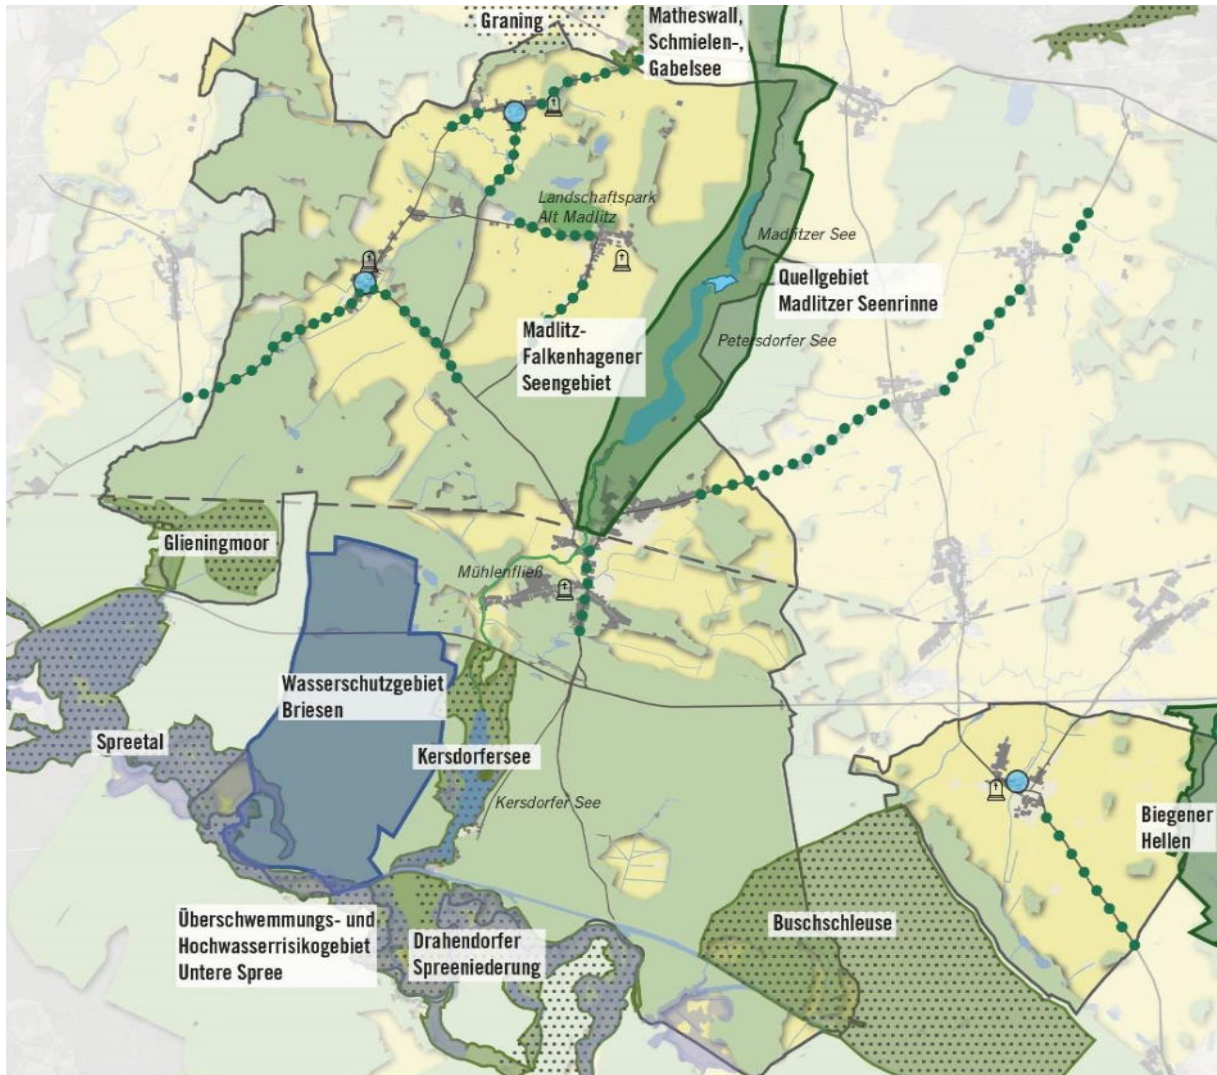 Graning
Matheswall,
Schmielen-,
Gabelsee
Landschaftspark
Alt Madlitz
Madlitzer See
Quellgebiet
Madlitzer Seenrinne
Madlitz-
Falkenhagener
Seengebiet
Petersdorfer See
Glieningmoor
Mühlenfließ
Wasserschutzgebiet
Briesen
Spreetal
Kersdorfersee
Kersdorfer See
Biegener
Hellen
Überschwemmungs- und
Hochwasserrisikogebiet
Untere Spree
Drahendorfer
Spreeniederung
Buschschleuse